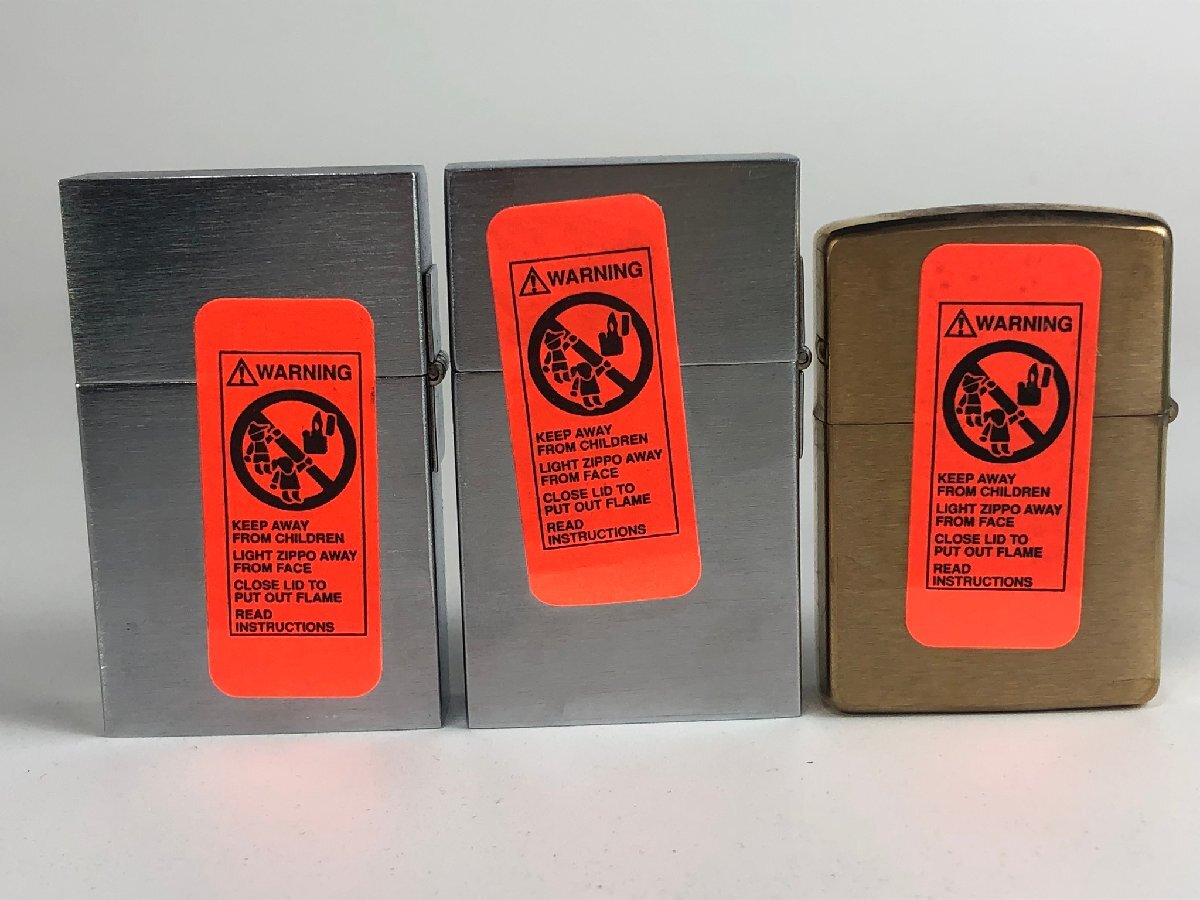 WARNING
KEEP AWAY
FROM CHILDREN
LIGHT ZIPPO AWAY
FROM FACE
CLOSE LID TO
PUT OUT FLAME
READ
INSTRUCTIONS
WARNING
KEEP AWAY
FROM CHILDREN
LIGHT ZIPPO AWAY
FROM FACE
CLOSE LID TO
PUT OUT FLAME
READ
INSTRUCTIONS
WARNING
KEEP AWAY
FROM CHILDREN
LIGHT ZIPPO AWAY
FROM FACE
CLOSE LID TO
PUT OUT FLAME
READ
INSTRUCTIONS